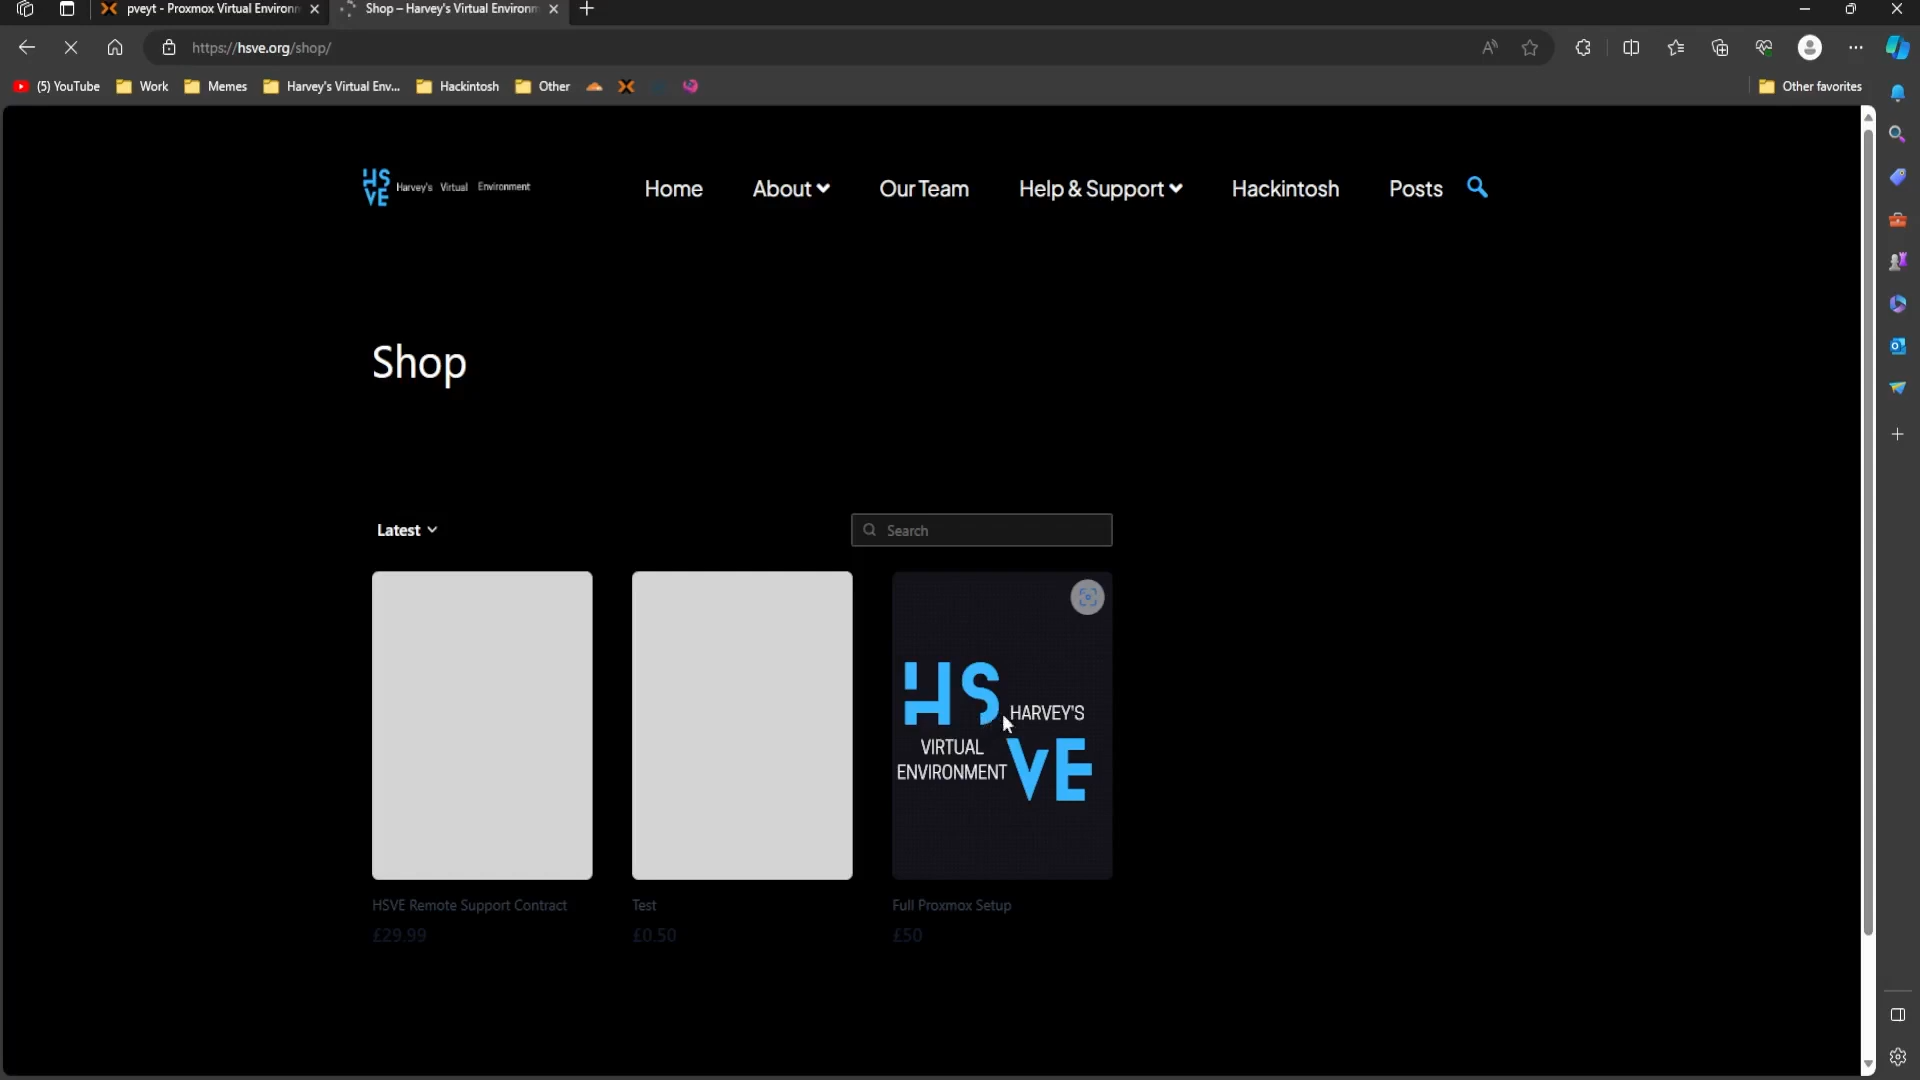 pveyt - Proxmox Virtual Environm
Shop – Harvey's Virtual Environm
https://hsve.org/shop/
(5) YouTube
Work
Memes
Harvey's Virtual Env...
Hackintosh
Other
Other favorites
HS VE Harvey's Virtual Environment
Home
About
Our Team
Help & Support
Hackintosh
Posts
Shop
Latest
Search
HS HARVEY'S
VIRTUAL
ENVIRONMENT VE
HSVE Remote Support Contract
£29.99
Test
£0.50
Full Proxmox Setup
£50